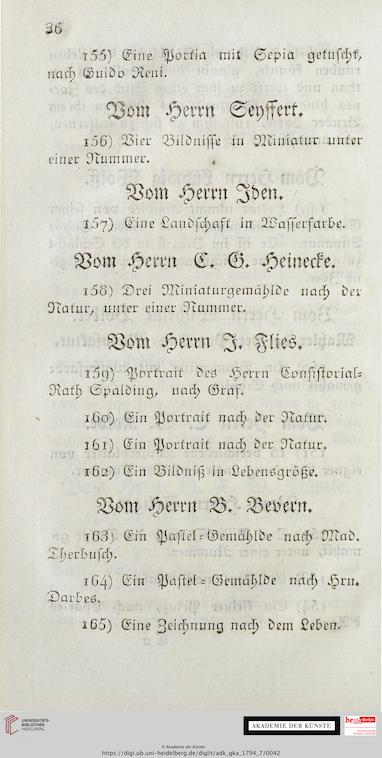 36
155) Eine Portia mit Sepia getuscht,
nach Guido Reni.
Vom Herrn Seyffert.
156) Vier Bildnisse in Miniatur unter
einer Nummer.
Vom Herrn Iden.
157) Eine Landschaft in Wasserfarbe.
Vom Herrn C. G. Heinecke.
158) Drei Miniaturgemählde nach der
Natur, unter einer Nummer.
Vom Herrn J. Flies.
159) Portrait des Herrn Consistorial-
Rath Spalding, nach Graf.
160) Ein Portrait nach der Natur.
161) Ein Portrait nach der Natur.
162) Ein Bildniß in Lebensgröße.
Vom Herrn B. Bevern.
163) Ein Pastel-Gemählde nach Mad.
Therbusch.
164) Ein Pastel-Gemählde nach Hrn.
Darbes.
165) Eine Zeichnung nach dem Leben.
UNIVERSITÄTS-
BIBLIOTHEK
HEIDELBERG
AKADEMIE DER KÜNSTE
© Akademie der Künste
https://digi.ub.uni-heidelberg.de/diglit/adk_gka_1794_7/0042